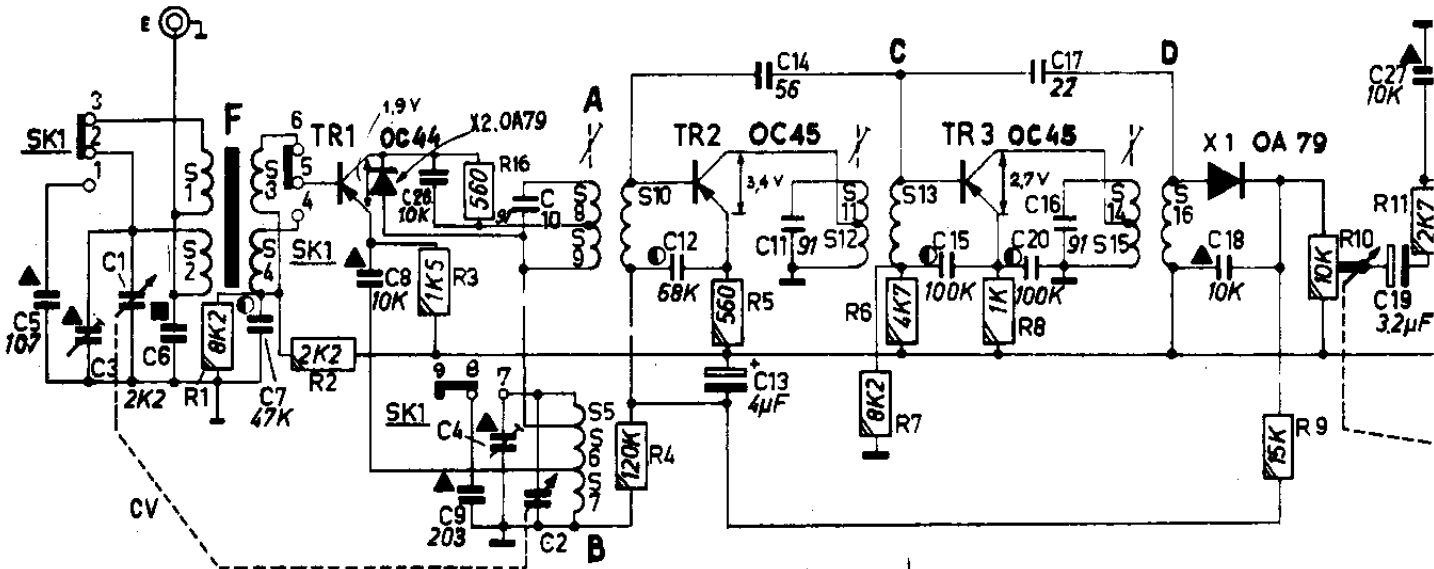 E
3
SK1
2
1
F
S1
S2
S3
S4
6
5
4
SK1
TR1
1,9 V
OC44
X2.OA79
R16
560
C26
10K
C10
91
A
S8
S9
S10
TR2
OC45
3,4 V
C14
56
C
C17
22
D
S11
S12
C11
91
S13
TR3
OC45
2,7 V
C16
91
S14
S15
S16
X1
OA 79
C27
10K
R11
2K7
R10
10K
C19
3,2µF
C18
10K
C1
C5
107
C3
C6
2K2
8K2
R1
C7
47K
2K2
R2
C8
10K
R3
1K5
C12
68K
R5
560
C15
100K
C20
100K
R6
4K7
1K
R8
8K2
R7
+
C13
4µF
R9
15K
9
8
7
SK1
C4
C9
203
C2
S5
S6
S7
B
120K
R4
CV